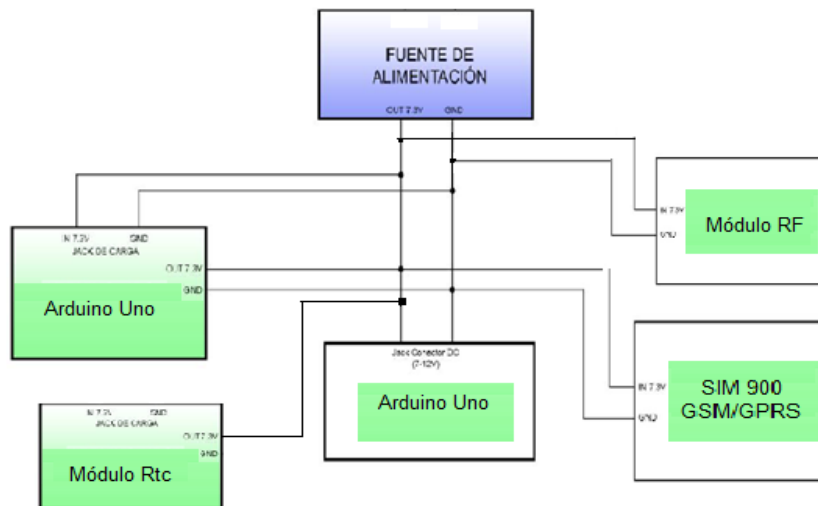 FUENTE DE
ALIMENTACIÓN
OUT 7.3V GND
IN 7.3V
GND
Módulo RF
IN 7.3V GND
JACK DE CARGA
OUT 7.3V
GND
Arduino Uno
Jack Conector DC
(7-12V)
Arduino Uno
IN 7.3V
GND
SIM 900
GSM/GPRS
IN 7.3V GND
JACK DE CARGA
OUT 7.3V
GND
Módulo Rtc